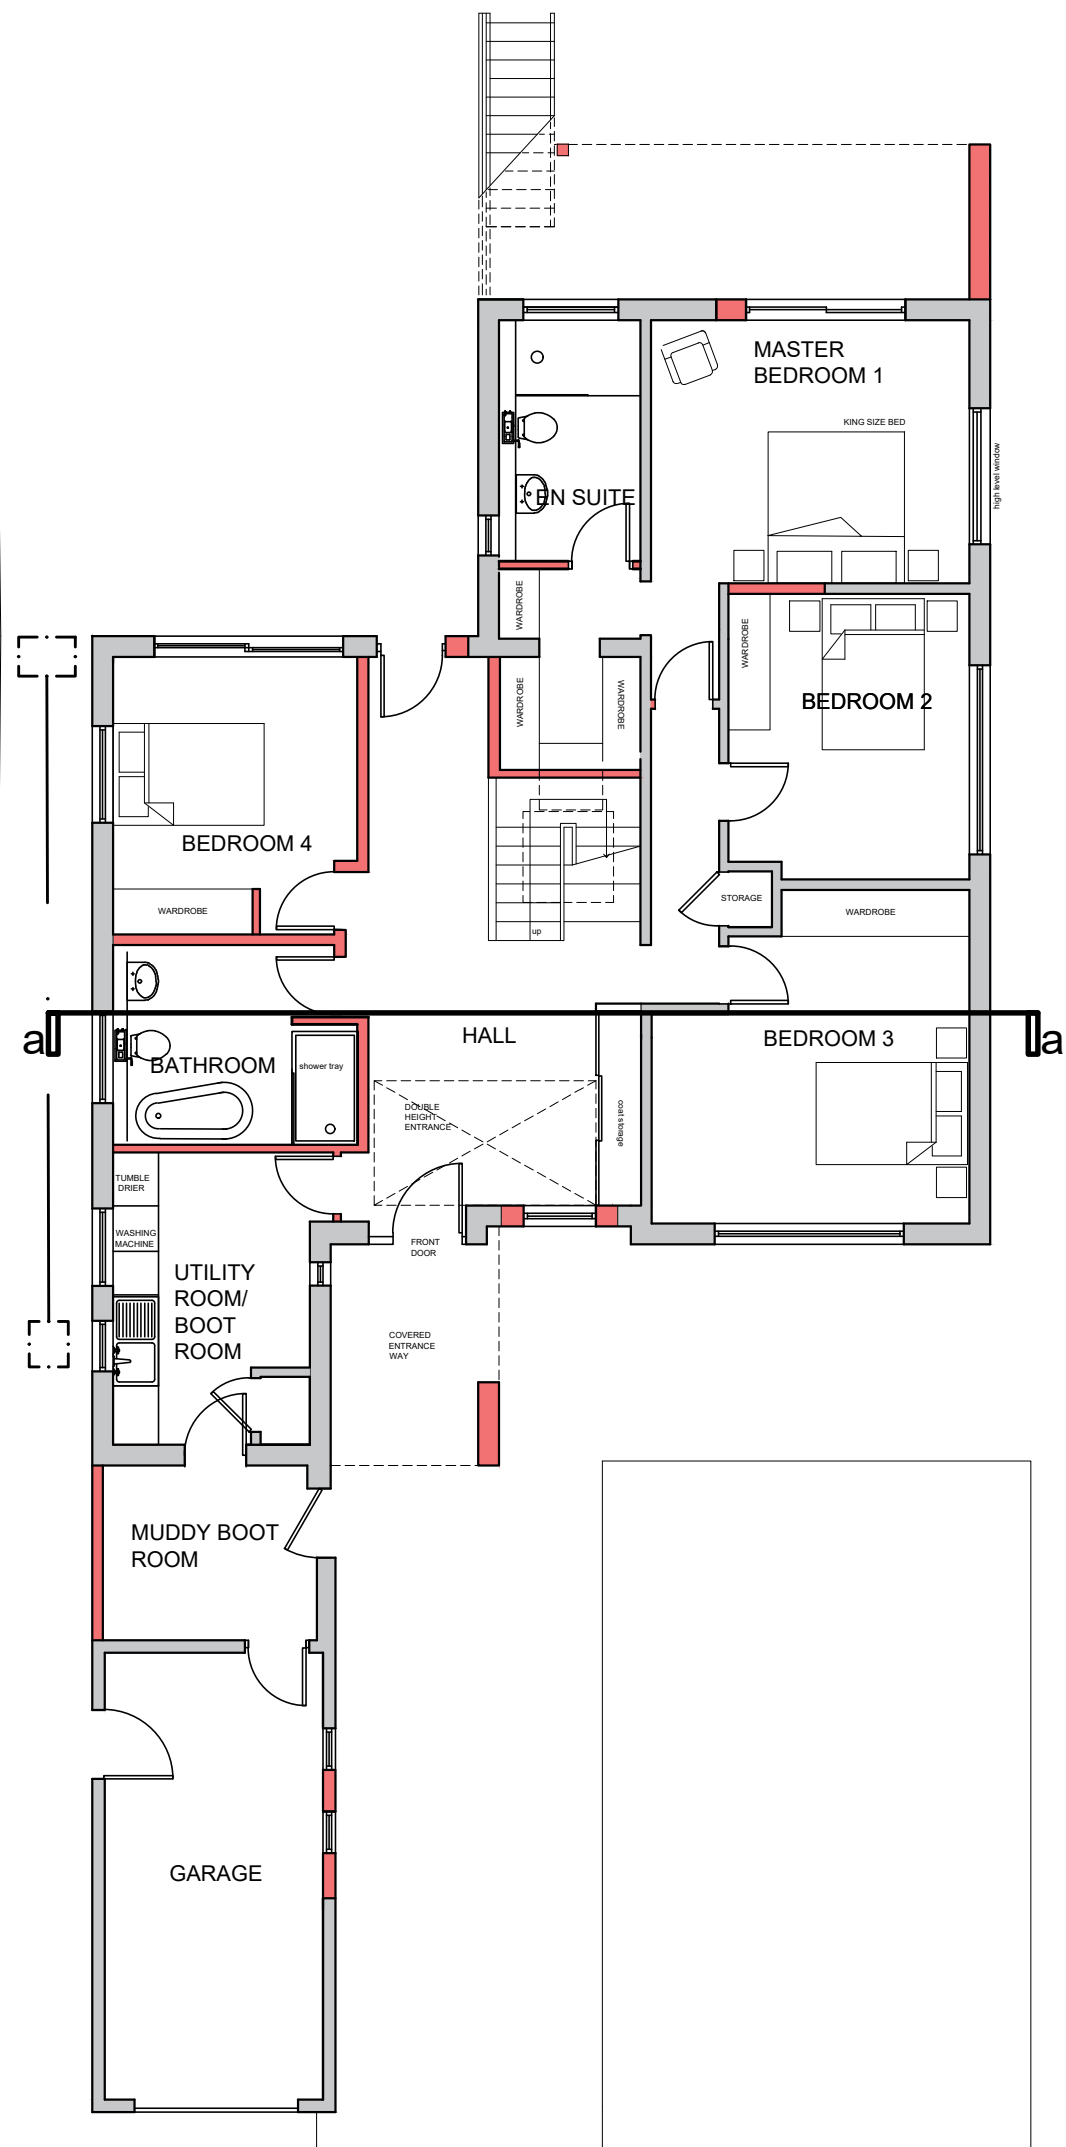 MASTER
BEDROOM 1
KING SIZE BED
high level window
EN SUITE
WARDROBE
WARDROBE
WARDROBE
WARDROBE
BEDROOM 2
BEDROOM 4
WARDROBE
STORAGE
WARDROBE
up
a
a
HALL
BEDROOM 3
BATHROOM
shower tray
DOUBLE
HEIGHT
ENTRANCE
coat storage
TUMBLE
DRIER
WASHING
MACHINE
FRONT
DOOR
UTILITY
ROOM/
BOOT
ROOM
COVERED
ENTRANCE
WAY
MUDDY BOOT
ROOM
GARAGE